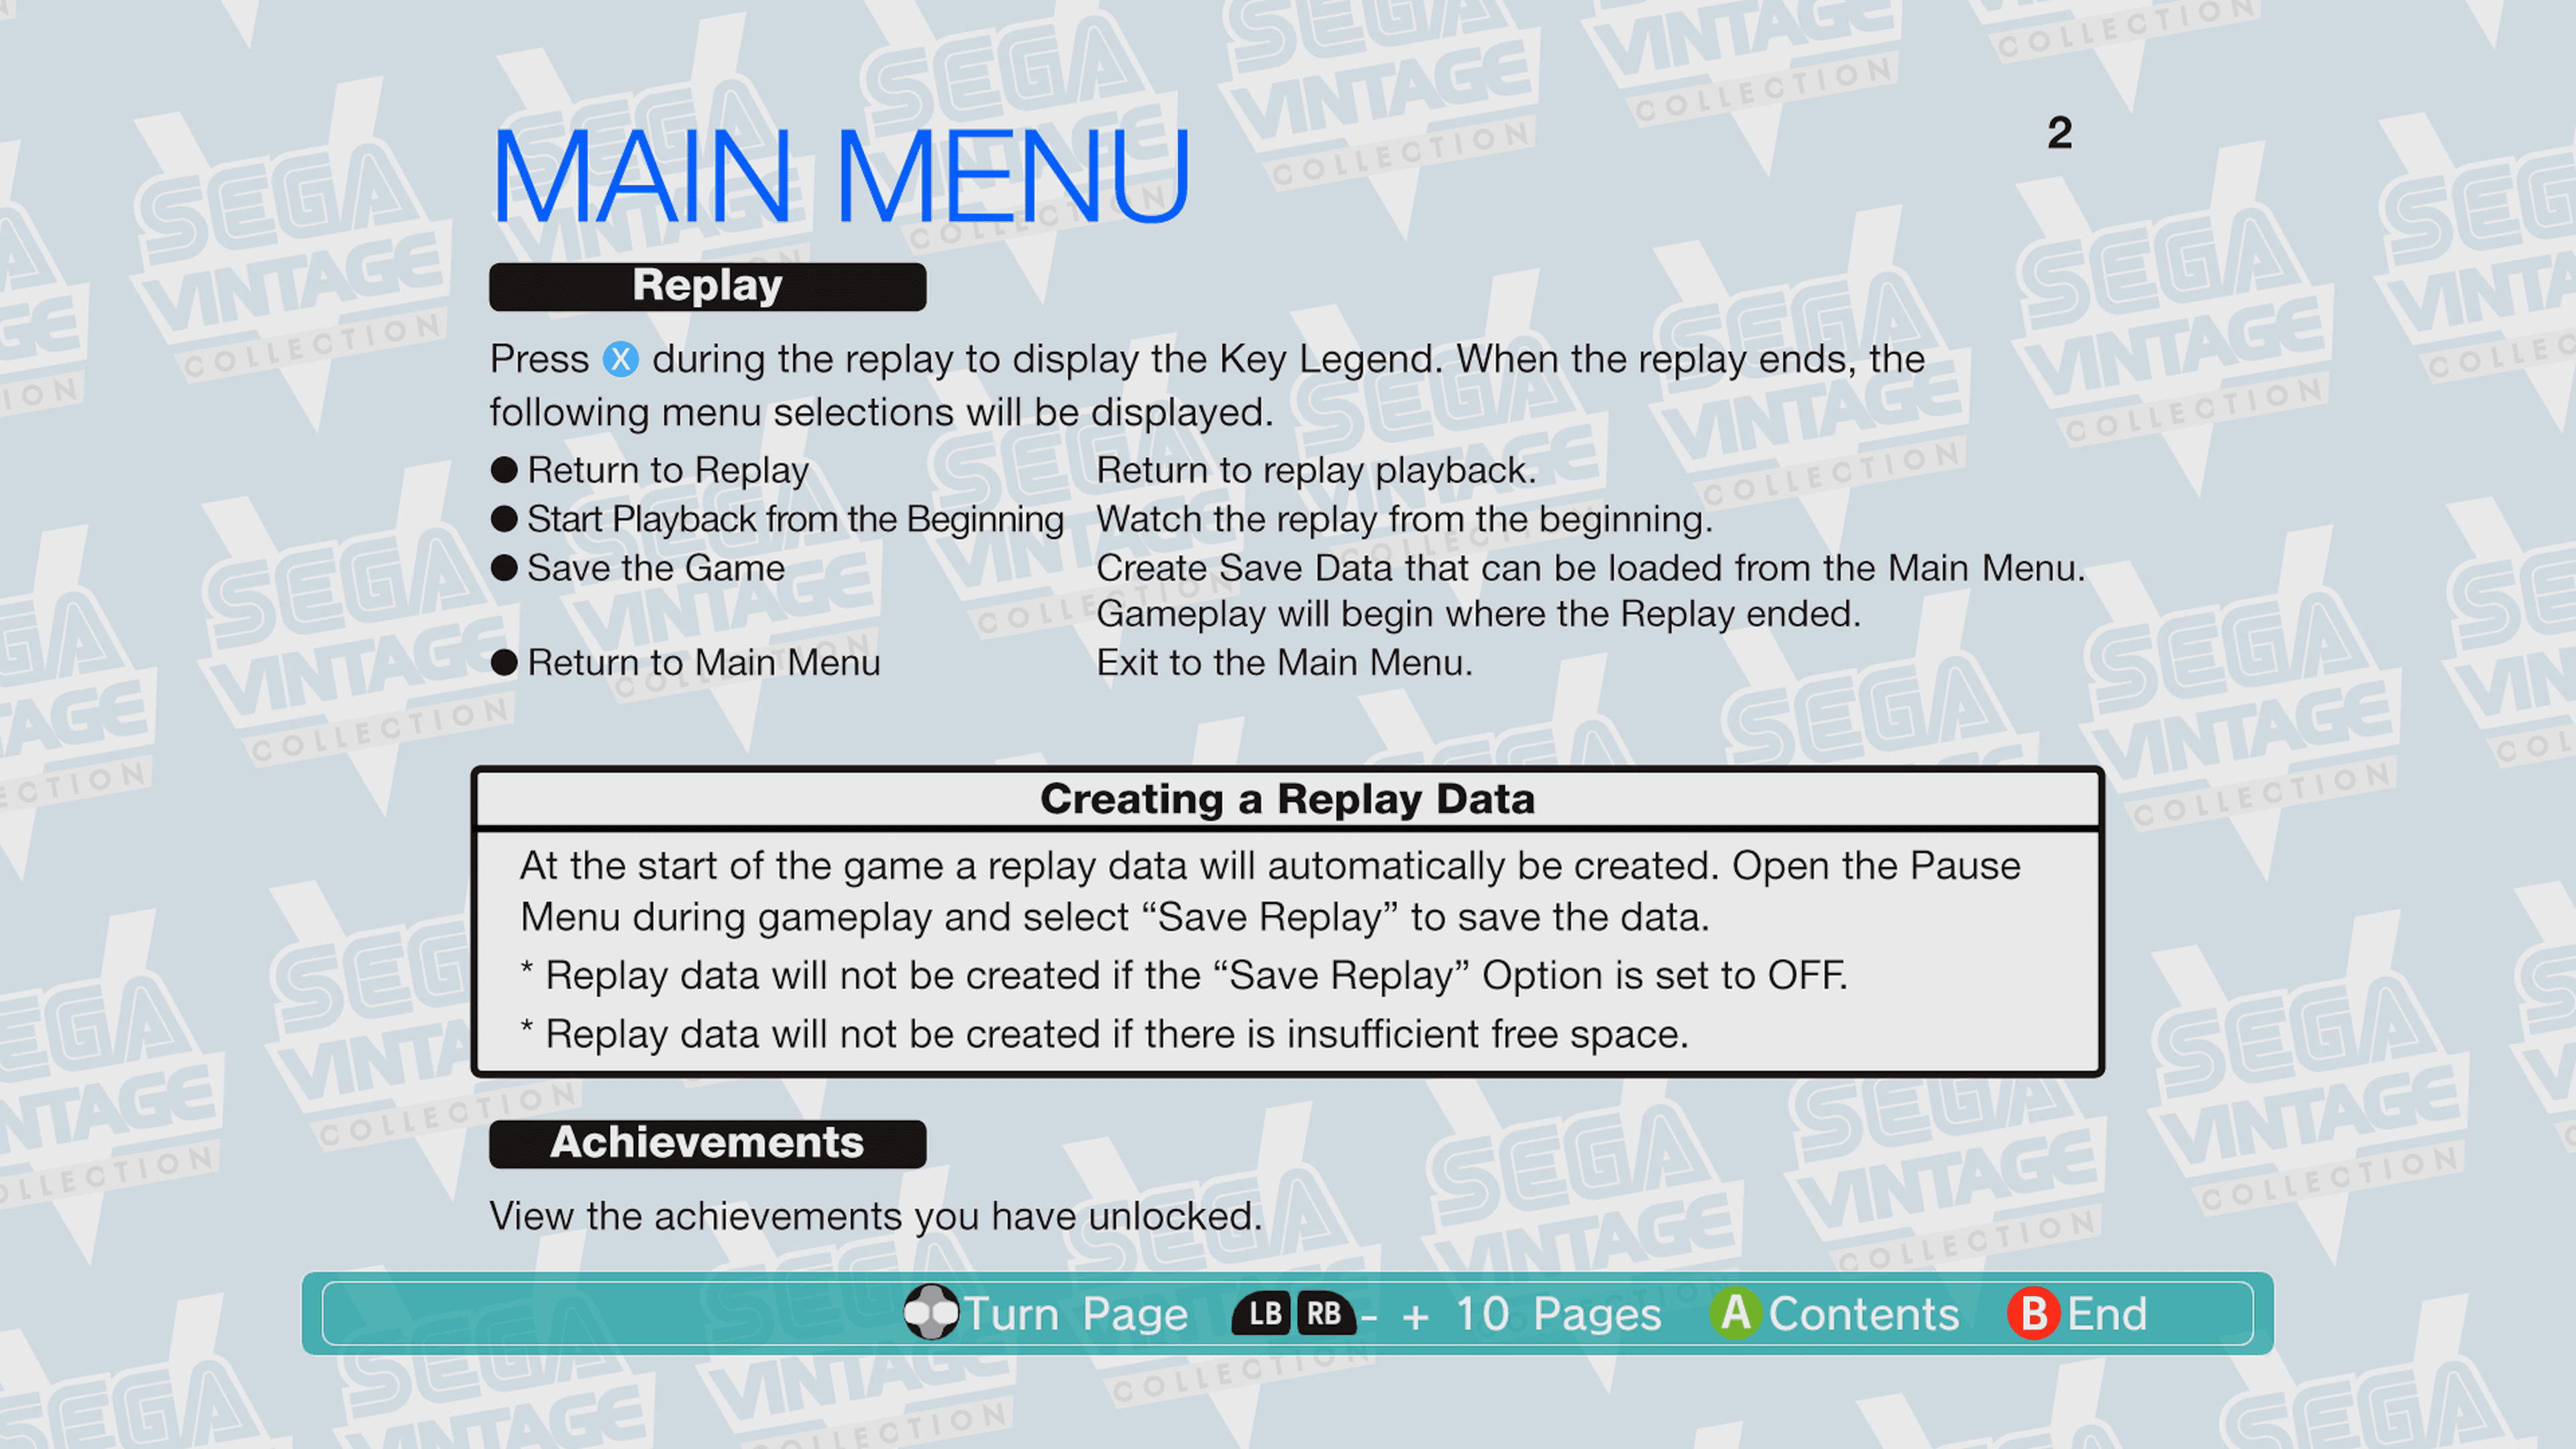 MAIN MENU
2
Replay
Press X during the replay to display the Key Legend. When the replay ends, the
following menu selections will be displayed.
● Return to Replay Return to replay playback.
● Start Playback from the Beginning Watch the replay from the beginning.
● Save the Game Create Save Data that can be loaded from the Main Menu.
Gameplay will begin where the Replay ended.
● Return to Main Menu Exit to the Main Menu.
Creating a Replay Data
At the start of the game a replay data will automatically be created. Open the Pause
Menu during gameplay and select “Save Replay” to save the data.
* Replay data will not be created if the “Save Replay” Option is set to OFF.
* Replay data will not be created if there is insufficient free space.
Achievements
View the achievements you have unlocked.
Turn Page LB RB - + 10 Pages A Contents B End
SEGA
VINTAGE
COLLECTION